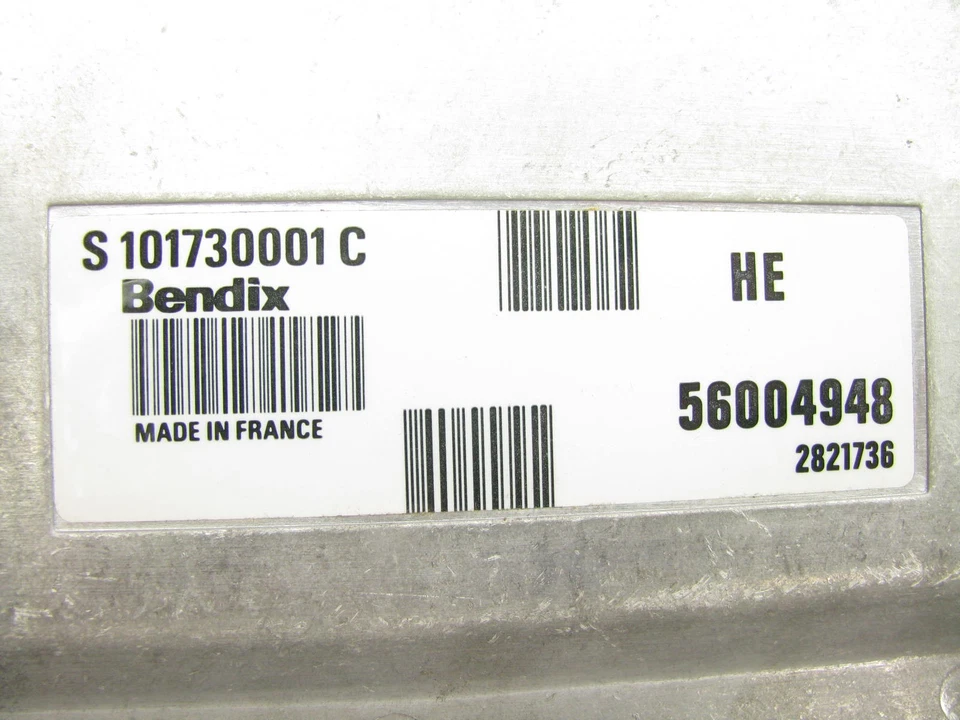 S 101730001 C
Bendix
MADE IN FRANCE
HE
56004948
2821736